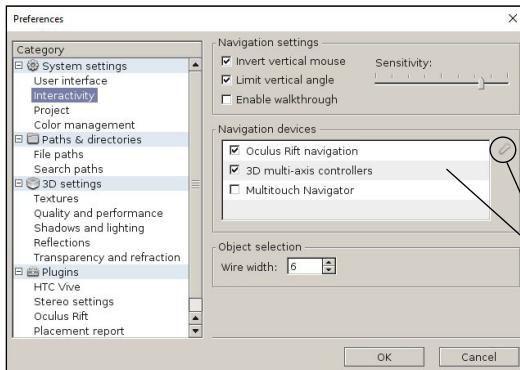 Preferences
Category
System settings
User interface
Interactivity
Project
Color management
Paths & directories
File paths
Search paths
3D settings
Textures
Quality and performance
Shadows and lighting
Reflections
Transparency and refraction
Plugins
HTC Vive
Stereo settings
Oculus Rift
Placement report
Navigation settings
Invert vertical mouse
Sensitivity:
Limit vertical angle
Enable walkthrough
Navigation devices
Oculus Rift navigation
3D multi-axis controllers
Multitouch Navigator
Object selection
Wire width: 6
OK
Cancel